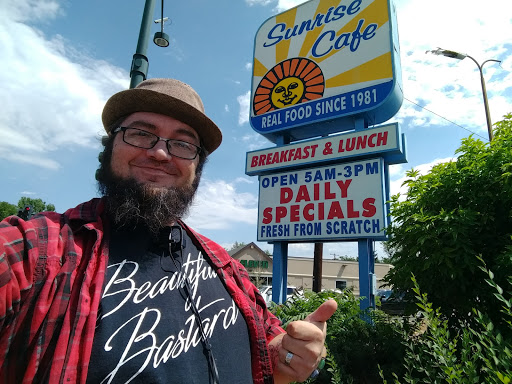 Sunrise
Cafe
REAL FOOD SINCE 1981
BREAKFAST & LUNCH
OPEN 5AM-3PM
DAILY
SPECIALS
FRESH FROM SCRATCH
Beautiful
Bastard